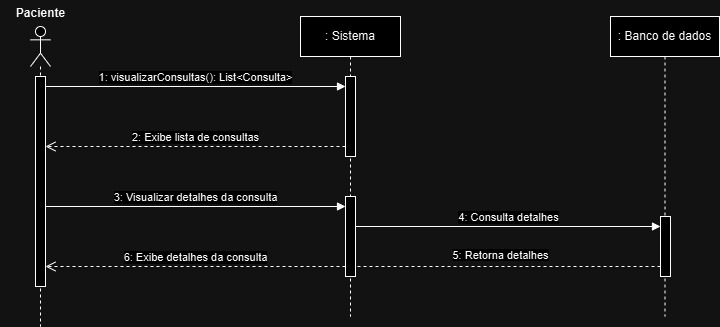 Paciente
: Sistema
: Banco de dados
1: visualizarConsultas(): List<Consulta>
2: Exibe lista de consultas
3: Visualizar detalhes da consulta
4: Consulta detalhes
5: Retorna detalhes
6: Exibe detalhes da consulta